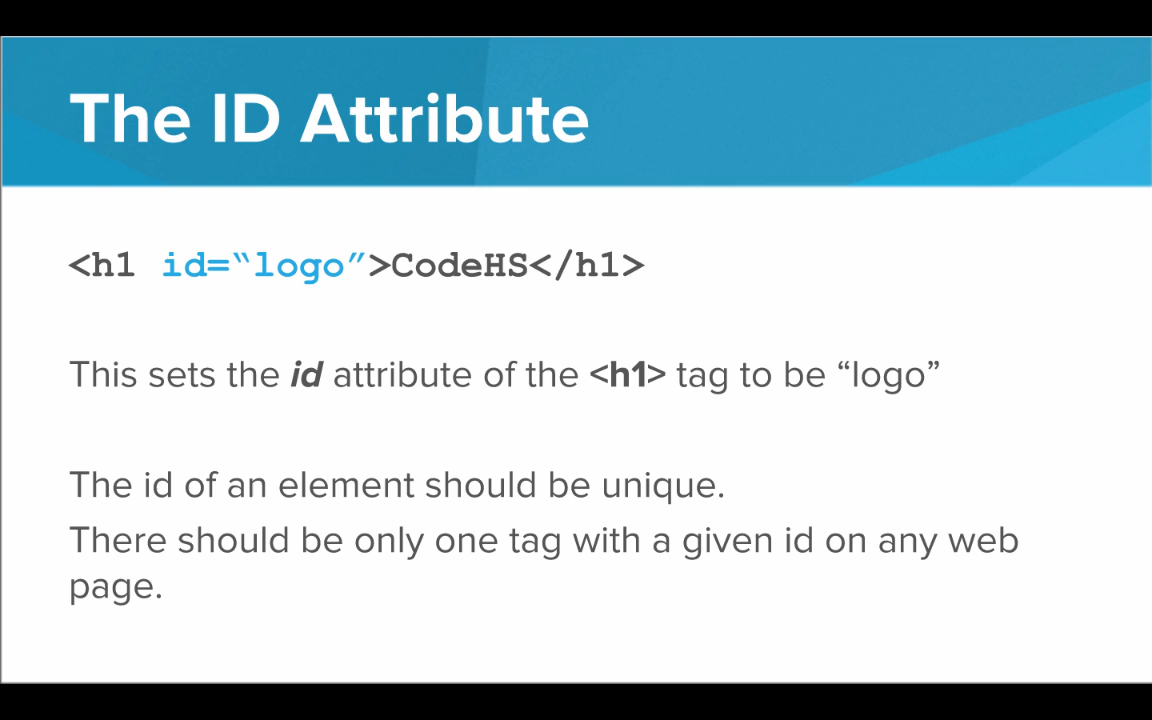 The ID Attribute
<h1 id=“logo”>CodeHS</h1>
This sets the id attribute of the <h1> tag to be “logo”
The id of an element should be unique.
There should be only one tag with a given id on any web
page.